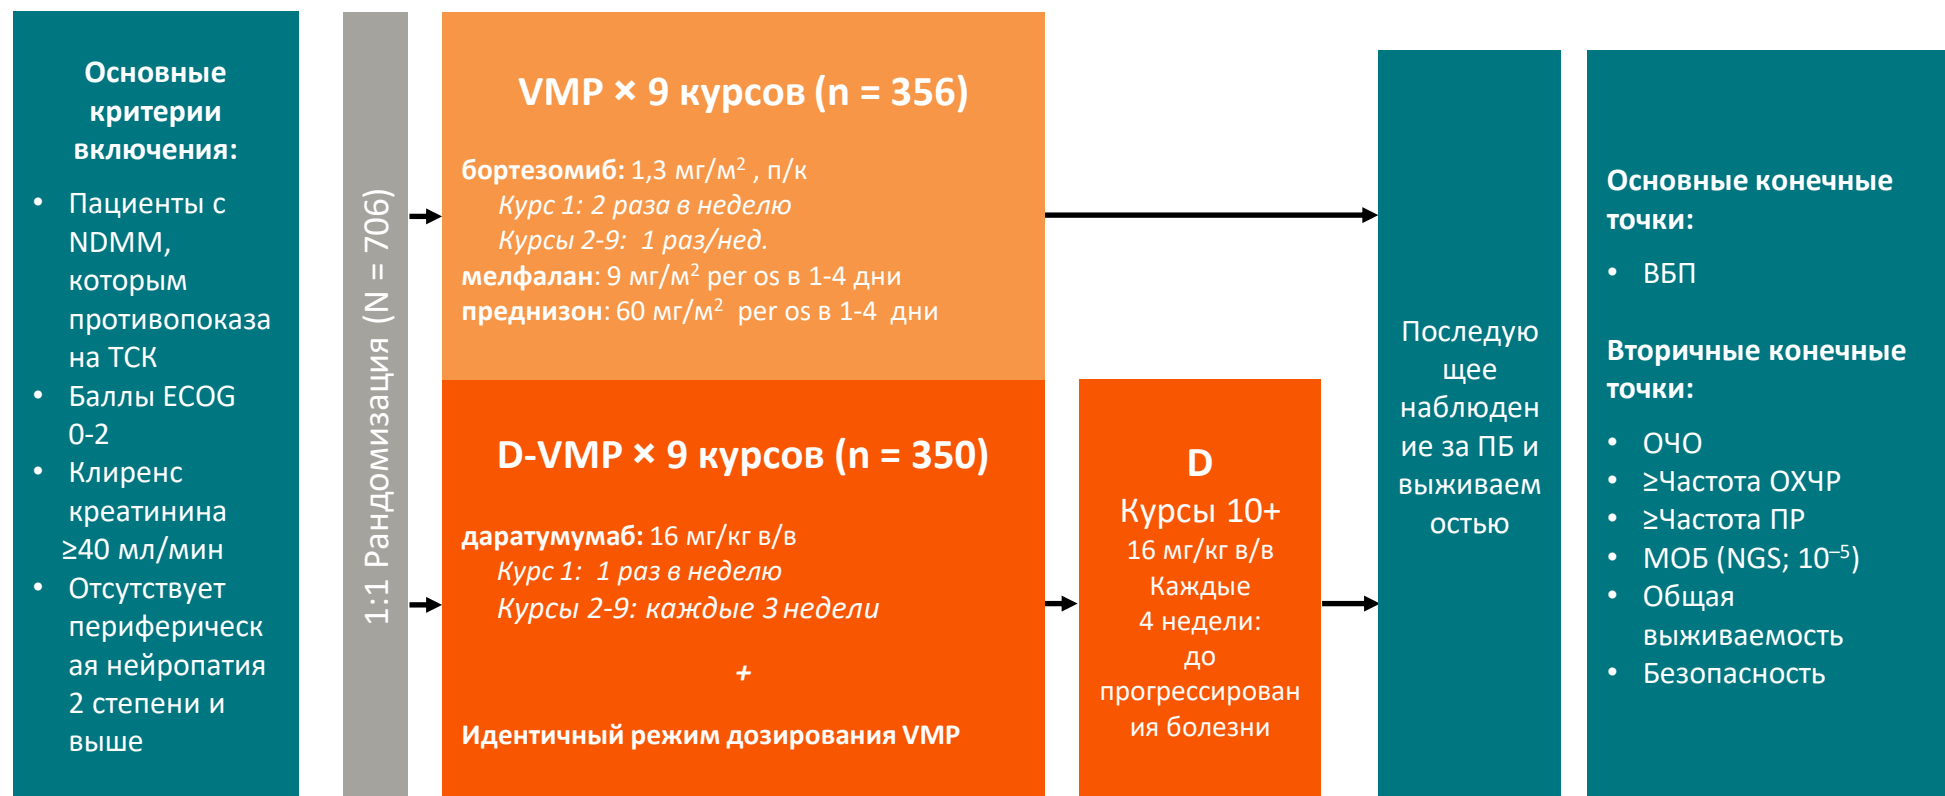 Основные
критерии
включения:
• Пациенты с
NDMM,
которым
противопоказа
на ТСК
• Баллы ECOG
0-2
• Клиренс
креатинина
≥40 мл/мин
• Отсутствует
периферическ
ая нейропатия
2 степени и
выше
1:1 Рандомизация (N = 706)
VMP × 9 курсов (n = 356)
бортезомиб: 1,3 мг/м² , п/к
Курс 1: 2 раза в неделю
Курсы 2-9: 1 раз/нед.
мелфалан: 9 мг/м² per os в 1-4 дни
преднизон: 60 мг/м² per os в 1-4 дни
D-VMP × 9 курсов (n = 350)
даратумумаб: 16 мг/кг в/в
Курс 1: 1 раз в неделю
Курсы 2-9: каждые 3 недели
+
Идентичный режим дозирования VMP
D
Курсы 10+
16 мг/кг в/в
Каждые
4 недели:
до
прогрессирован
ия болезни
Последую
щее
наблюден
ие за ПБ и
выживаем
остью
Основные конечные
точки:
• ВБП
Вторичные конечные
точки:
• ОЧО
• ≥Частота ОХЧР
• ≥Частота ПР
• МОБ (NGS; 10⁻⁵)
• Общая
выживаемость
• Безопасность